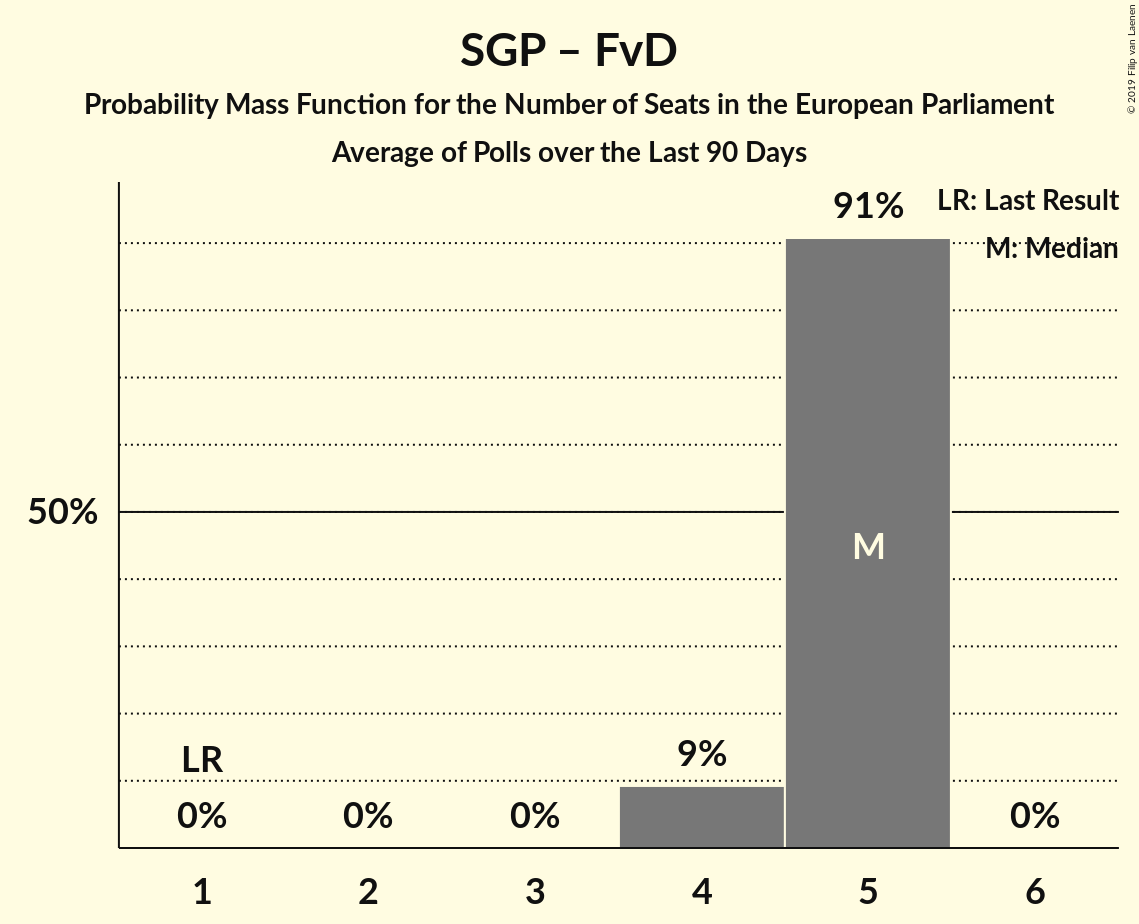 SGP – FvD
Probability Mass Function for the Number of Seats in the European Parliament
Average of Polls over the Last 90 Days
© 2019 Filip van Laenen
LR: Last Result
M: Median
91%
50%
M
LR
9%
0%
0%
0%
0%
1
2
3
4
5
6